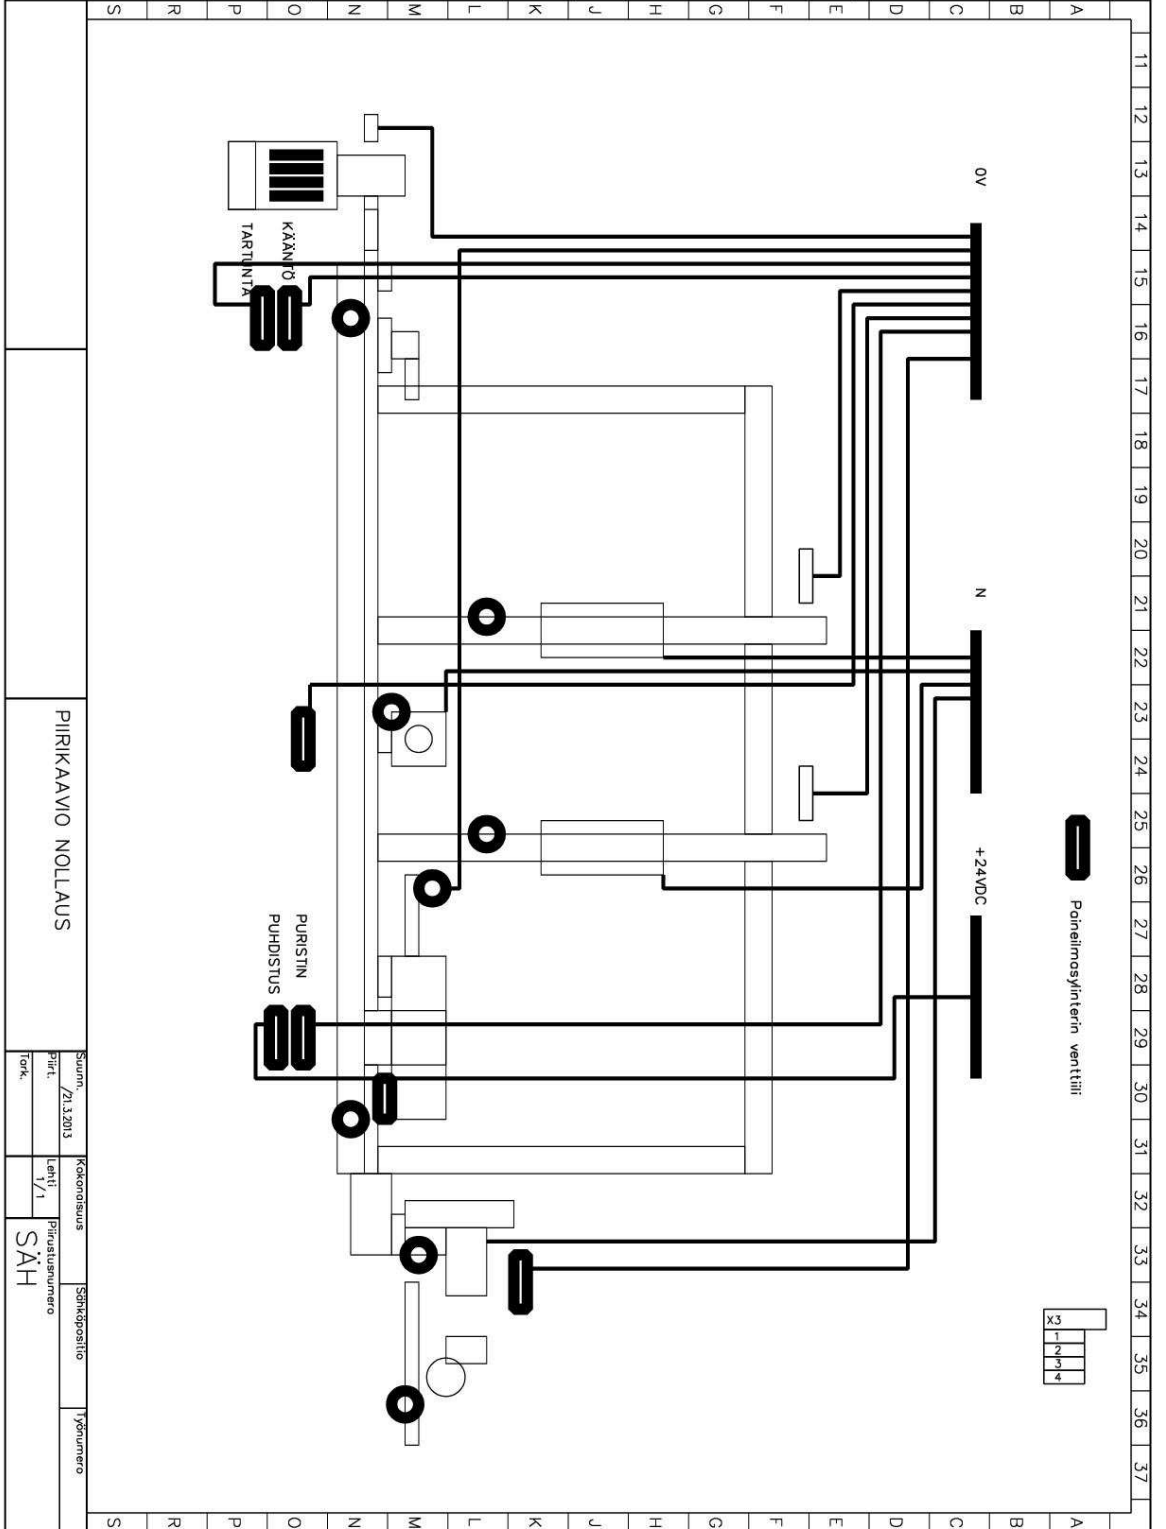 11 12 13 14 15 16 17 18 19 20 21 22 23 24 25 26 27 28 29 30 31 32 33 34 35 36 37
A
B
C
D
E
F
G
H
J
K
L
M
N
O
P
R
S
A
B
C
D
E
F
G
H
J
K
L
M
N
O
P
R
S
Paineilmasylinterin venttiili
X3
1
2
3
4
0V
N
+24VDC
KÄÄNTÖ
TARTUNTA
PURISTIN
PUHDISTUS
PIIRIKAAVIO NOLLAUS
Suunn.
/21.3.2013
Piirt.
Tark.
Kokonaisuus
Sähköpositio
Työnumero
Lehti
1/1
Piirustusnumero
SÄH